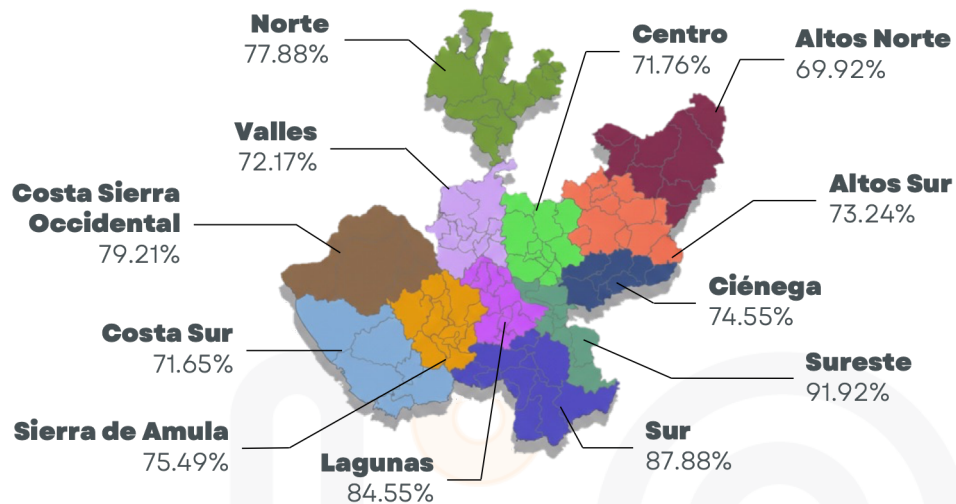 Norte
77.88%
Centro
71.76%
Altos Norte
69.92%
Valles
72.17%
Costa Sierra
Occidental
79.21%
Altos Sur
73.24%
Ciénega
74.55%
Costa Sur
71.65%
Sureste
91.92%
Sierra de Amula
75.49%
Lagunas
84.55%
Sur
87.88%